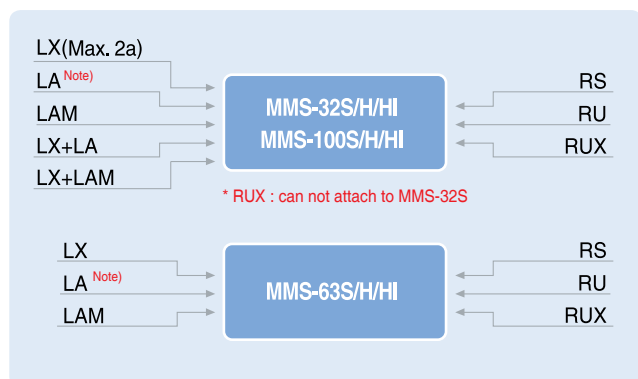 LX(Max. 2a)
LA Note)
LAM
LX+LA
LX+LAM
MMS-32S/H/HI
MMS-100S/H/HI
RS
RU
RUX
* RUX : can not attach to MMS-32S
LX
LA Note)
LAM
MMS-63S/H/HI
RS
RU
RUX